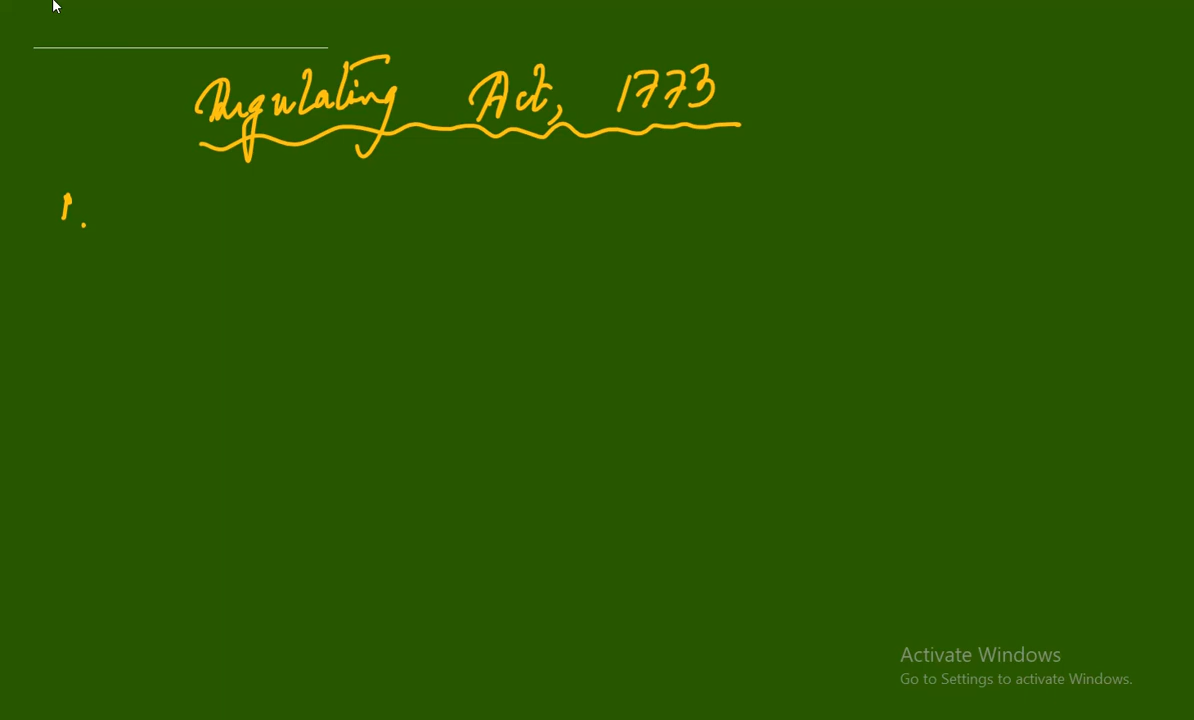 Regulating Act, 1773
1.
Activate Windows
Go to Settings to activate Windows.